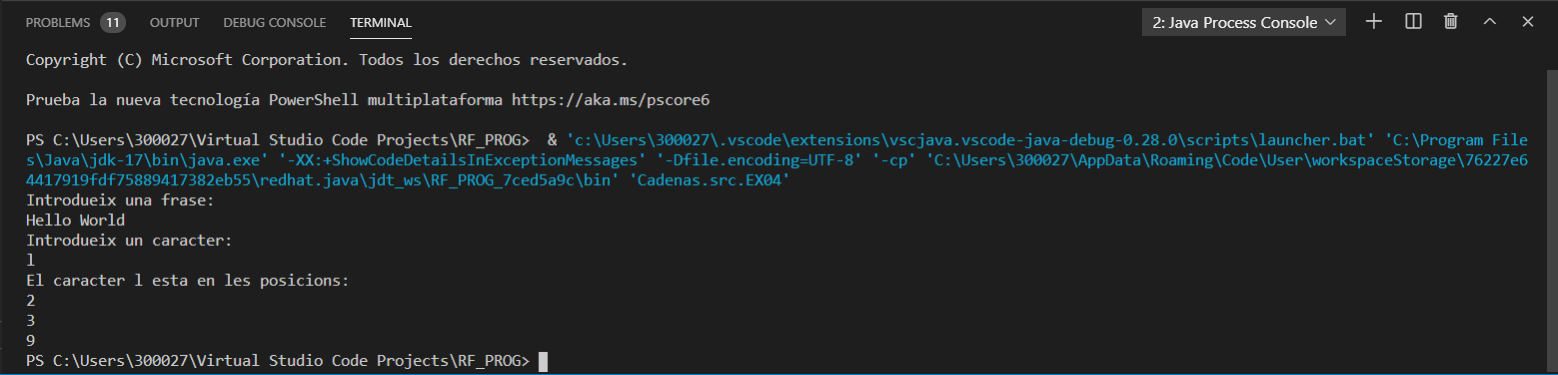 PROBLEMS 11 OUTPUT DEBUG CONSOLE TERMINAL 2: Java Process Console
Copyright (C) Microsoft Corporation. Todos los derechos reservados.
Prueba la nueva tecnología PowerShell multiplataforma https://aka.ms/pscore6
PS C:\Users\300027\Virtual Studio Code Projects\RF_PROG>  & 'c:\Users\300027\.vscode\extensions\vscjava.vscode-java-debug-0.28.0\scripts\launcher.bat' 'C:\Program File
s\Java\jdk-17\bin\java.exe' '-XX:+ShowCodeDetailsInExceptionMessages' '-Dfile.encoding=UTF-8' '-cp' 'C:\Users\300027\AppData\Roaming\Code\User\workspaceStorage\76227e6
4417919fdf75889417382eb55\redhat.java\jdt_ws\RF_PROG_7ced5a9c\bin' 'Cadenas.src.EX04'
Introdueix una frase:
Hello World
Introdueix un caracter:
l
El caracter l esta en les posicions:
2
3
9
PS C:\Users\300027\Virtual Studio Code Projects\RF_PROG>